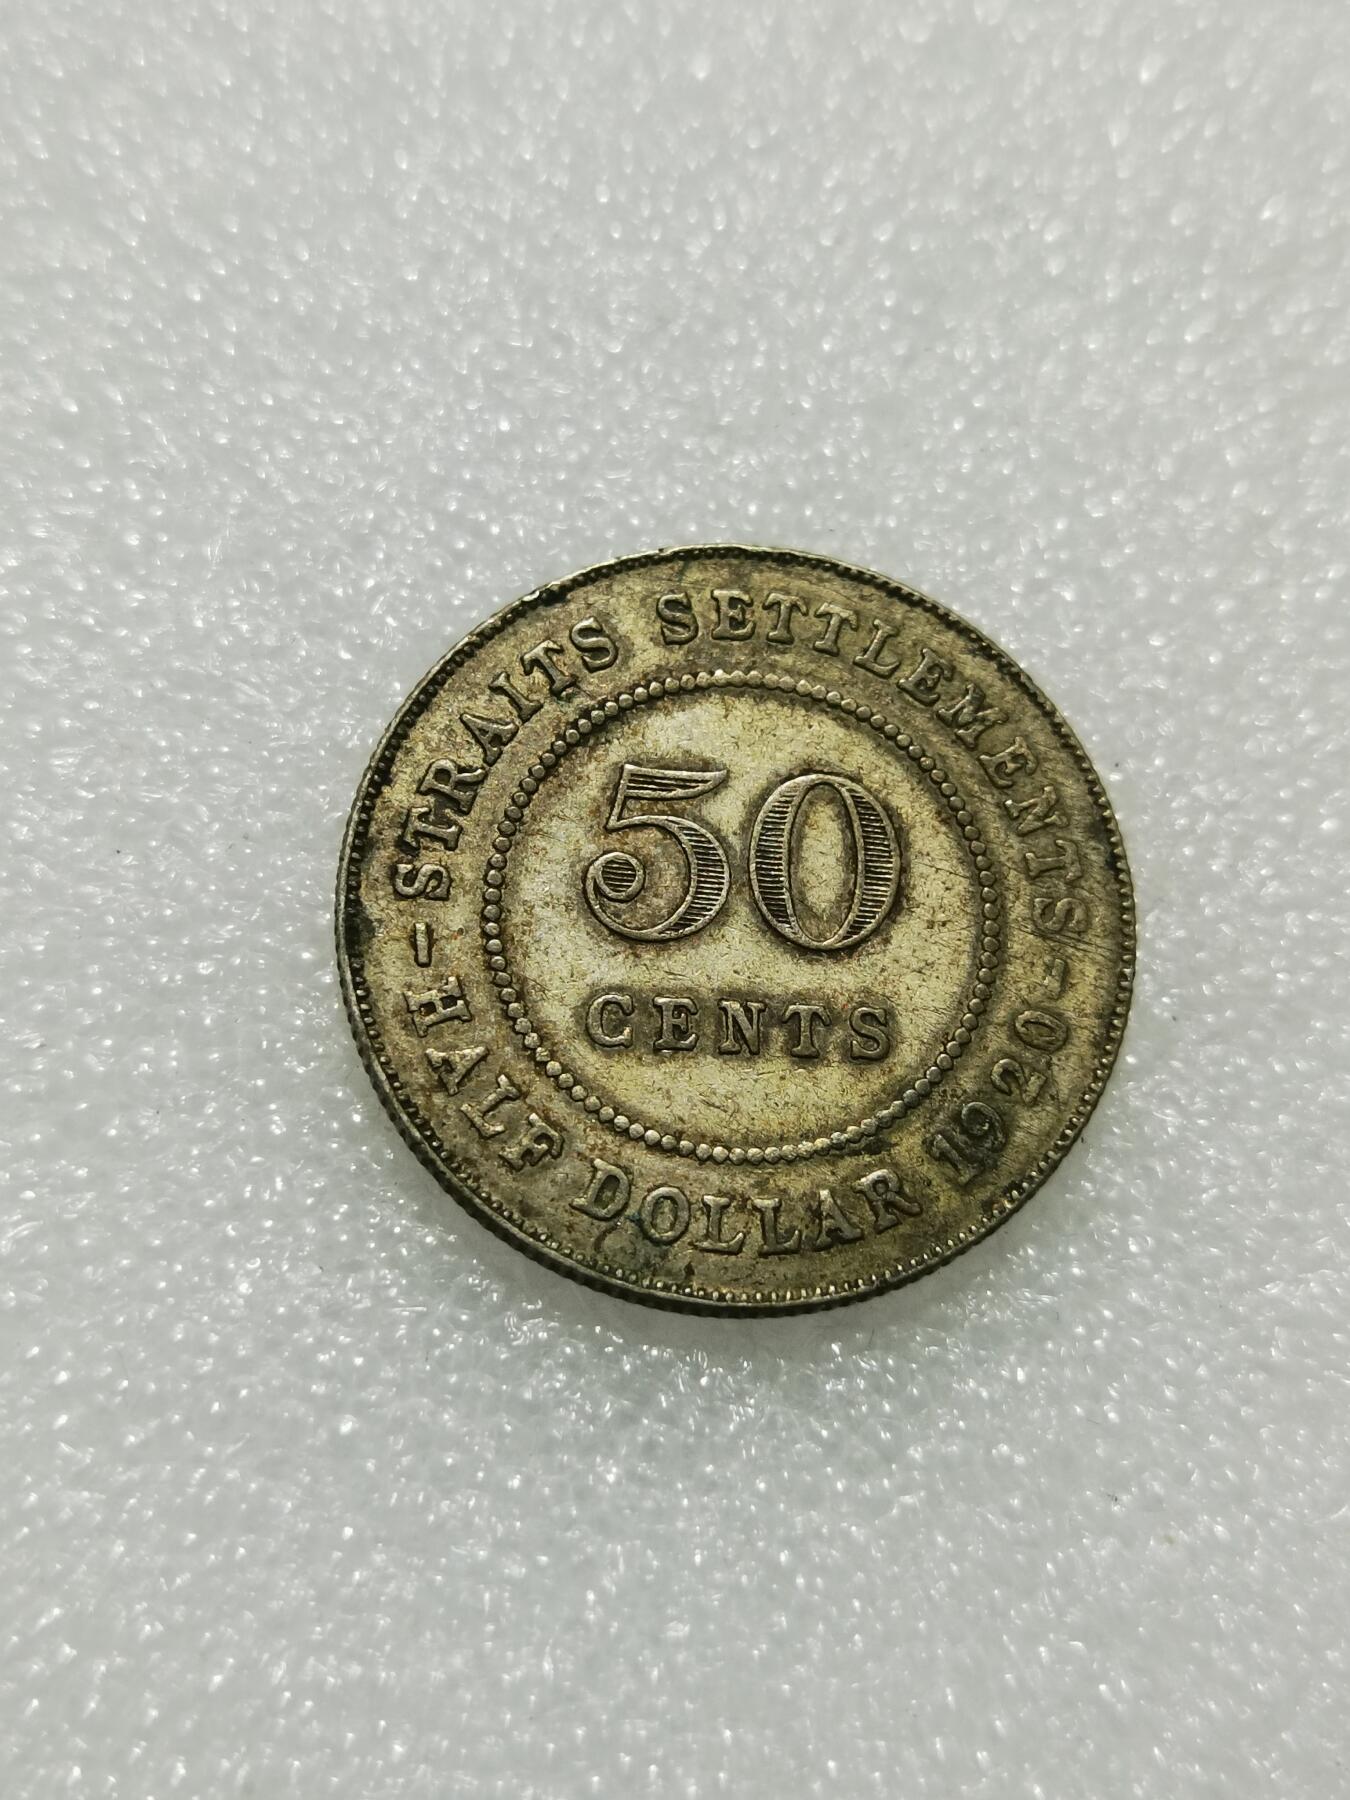 STRAITS SETTLEMENTS
50
CENTS
-HALF DOLLAR 1920-